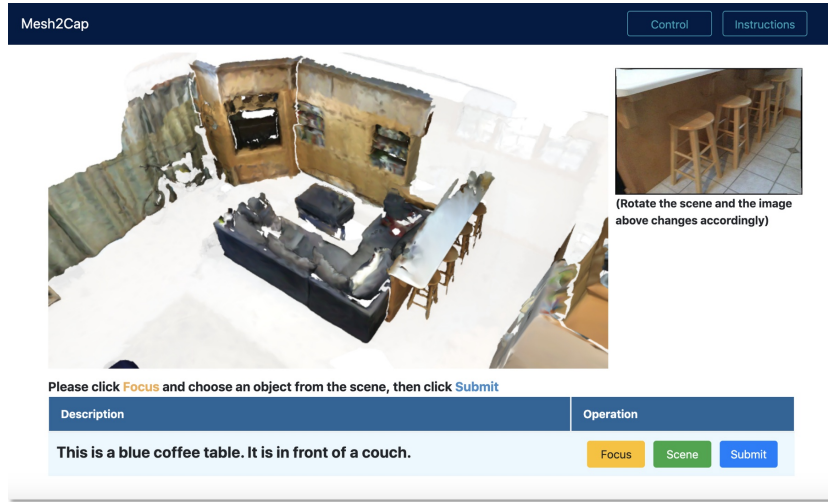 Mesh2Cap
Control
Instructions
(Rotate the scene and the image
above changes accordingly)
Please click Focus and choose an object from the scene, then click Submit
Description
Operation
This is a blue coffee table. It is in front of a couch.
Focus
Scene
Submit